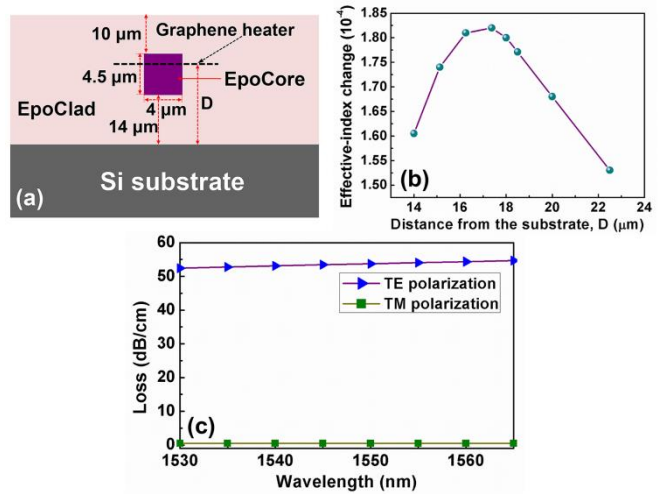 10 μm
Graphene heater
4.5 μm
EpoCore
D
EpoClad
4 μm
14 μm
Si substrate
(a)
Effective-index change (10⁻⁴)
1.85
1.80
1.75
1.70
1.65
1.60
1.55
1.50
(b)
14 16 18 20 22 24
Distance from the substrate, D (μm)
Loss (dB/cm)
60
50
40
30
20
10
0
TE polarization
TM polarization
(c)
1530 1540 1550 1560
Wavelength (nm)